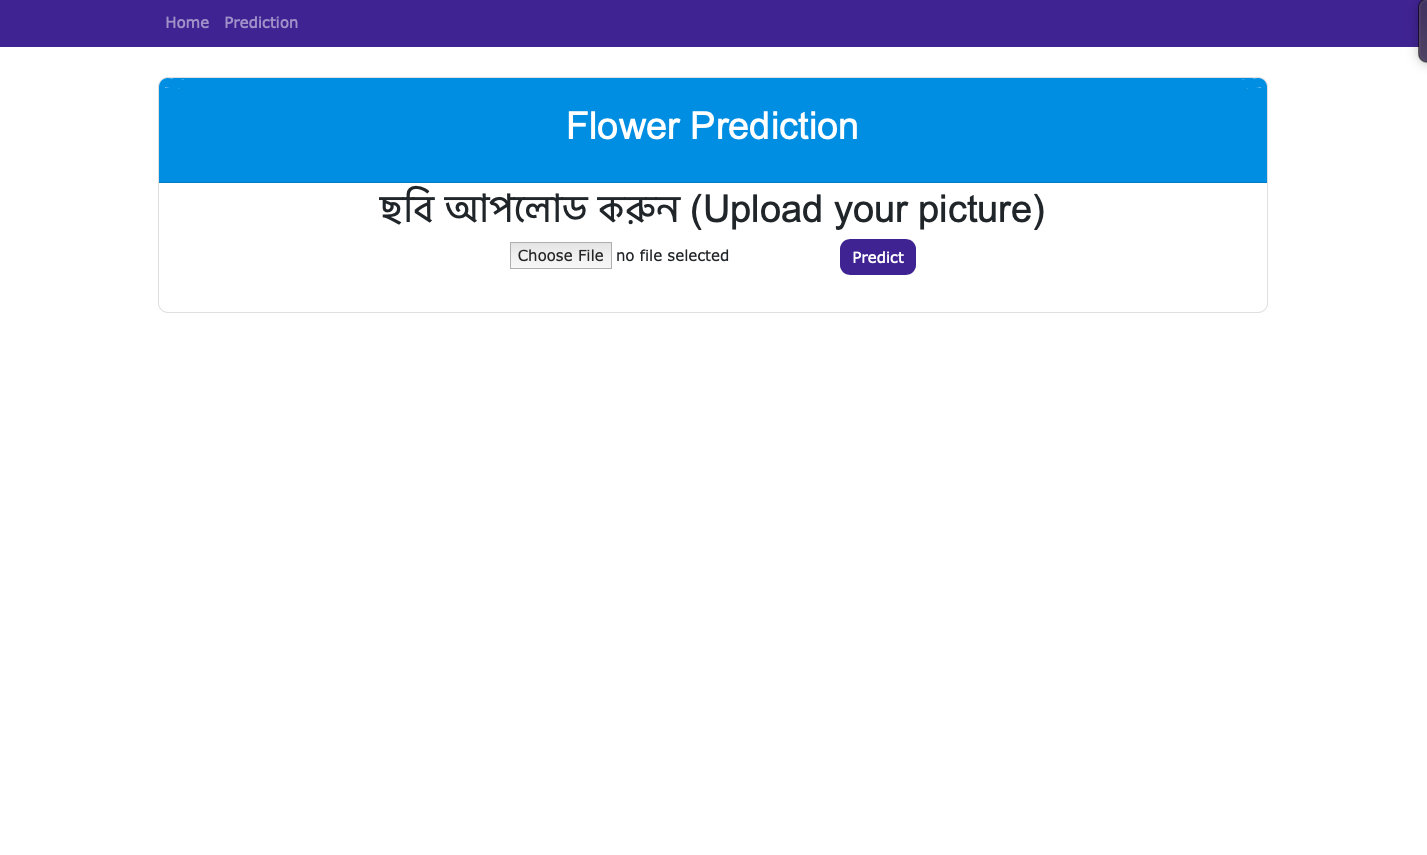 Home Prediction
Flower Prediction
ছবি আপলোড করুন (Upload your picture)
Choose File no file selected Predict